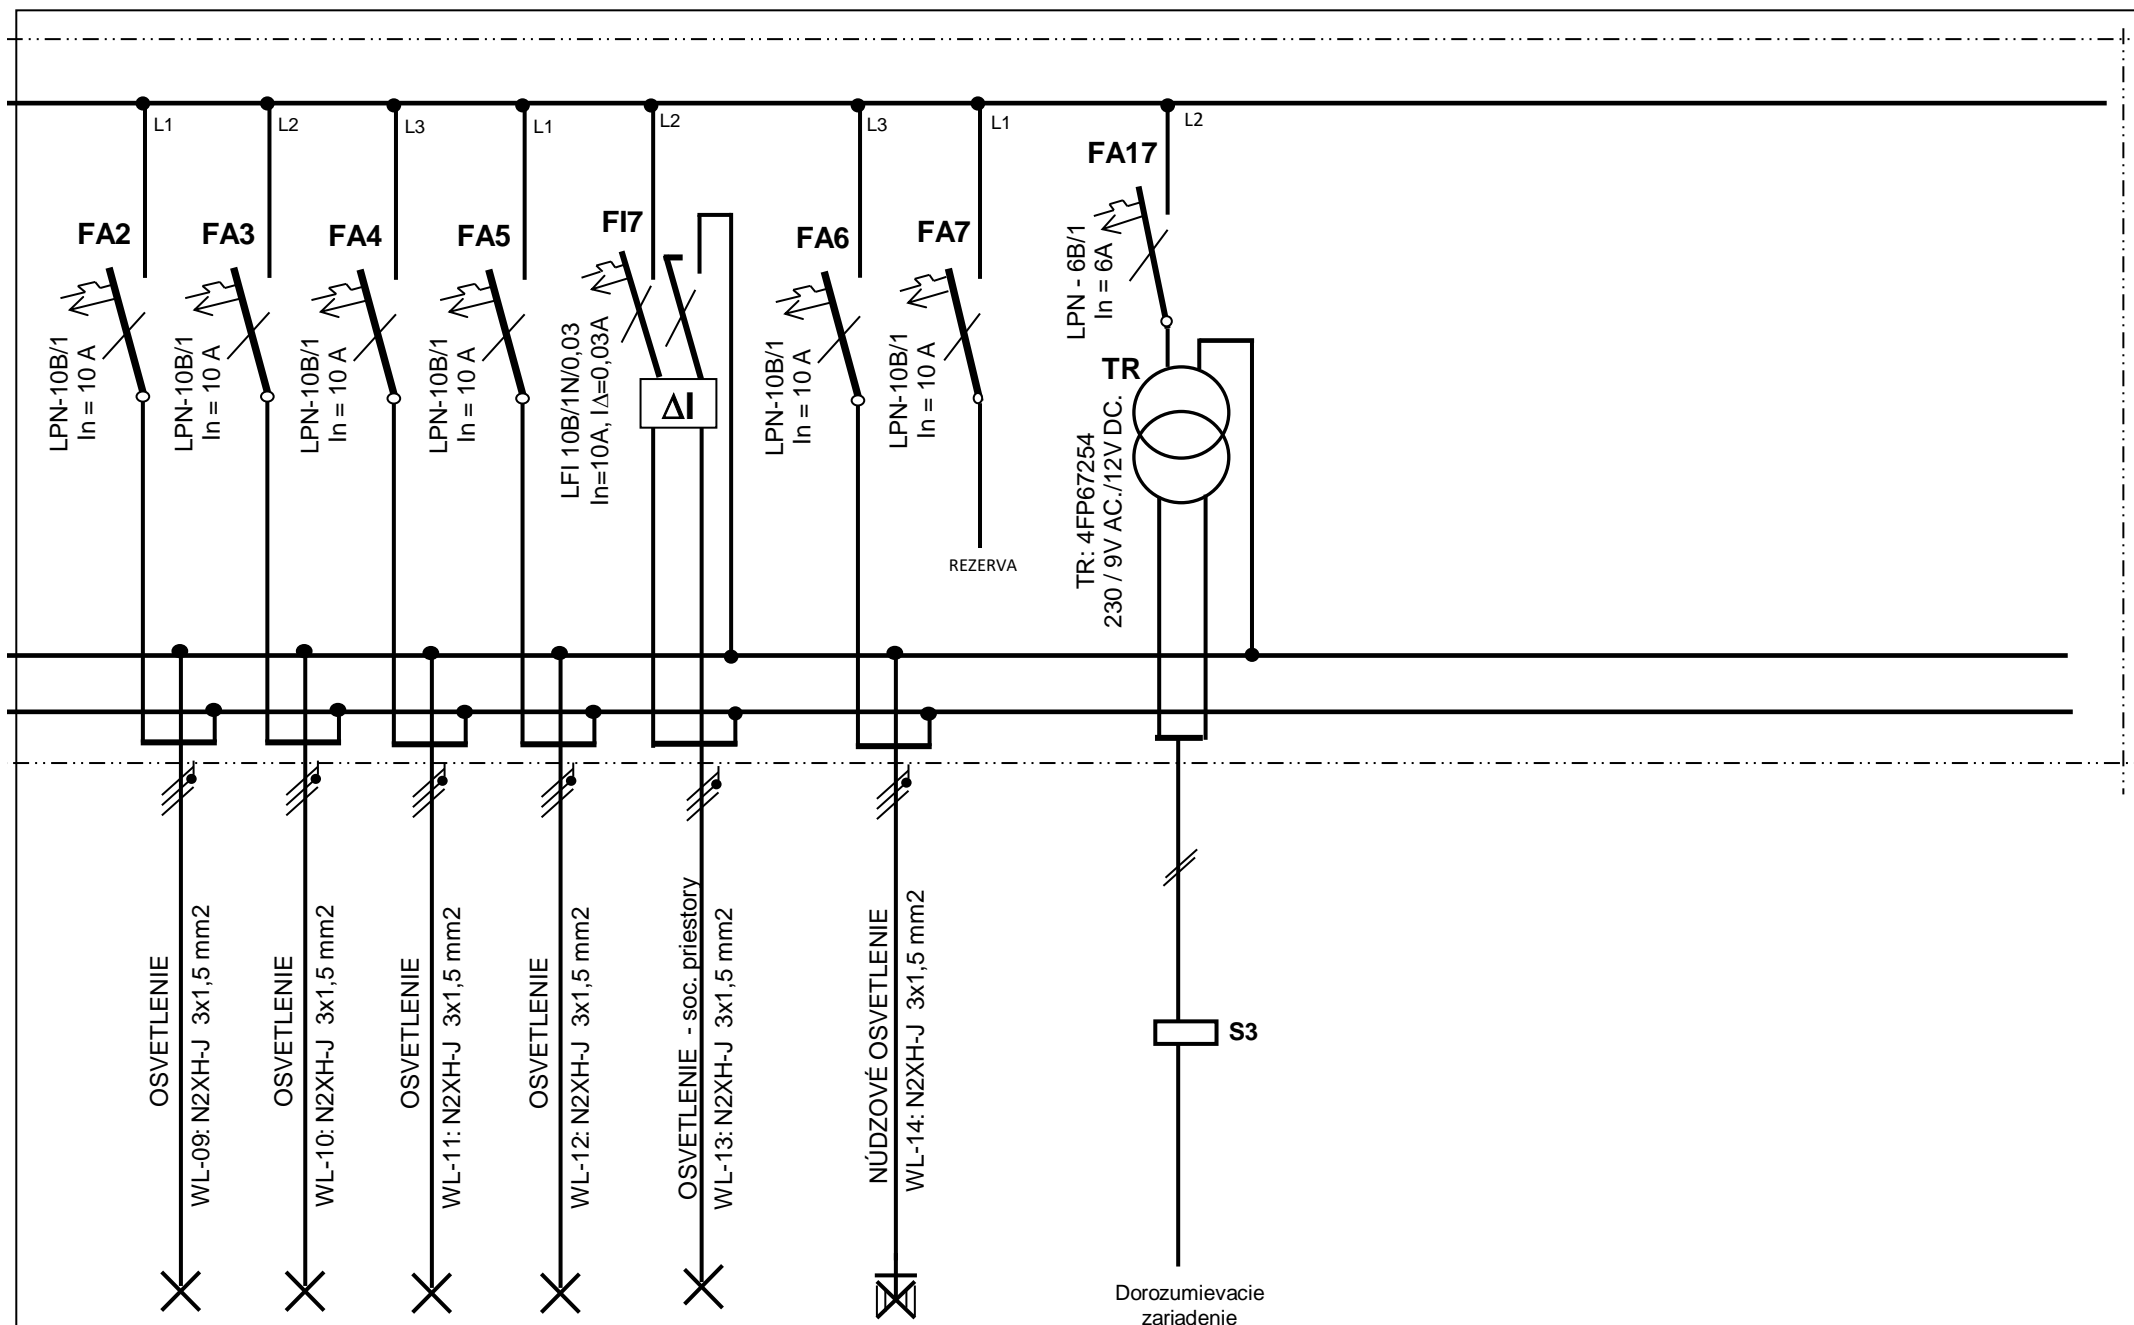 L1
L2
L3
L1
L2
L3
L1
L2
FA17
LPN - 6B/1
In = 6A
FA2
LPN-10B/1
In = 10 A
FA3
LPN-10B/1
In = 10 A
FA4
LPN-10B/1
In = 10 A
FA5
LPN-10B/1
In = 10 A
FI7
LFI 10B/1N/0,03
In=10A, I∆=0,03A
∆I
FA6
LPN-10B/1
In = 10 A
FA7
LPN-10B/1
In = 10 A
REZERVA
TR
TR: 4FP67254
230 / 9V AC./12V DC.
OSVETLENIE
WL-09: N2XH-J 3x1,5 mm2
OSVETLENIE
WL-10: N2XH-J 3x1,5 mm2
OSVETLENIE
WL-11: N2XH-J 3x1,5 mm2
OSVETLENIE
WL-12: N2XH-J 3x1,5 mm2
OSVETLENIE - soc. priestory
WL-13: N2XH-J 3x1,5 mm2
NÚDZOVÉ OSVETLENIE
WL-14: N2XH-J 3x1,5 mm2
S3
Dorozumievacie
zariadenie